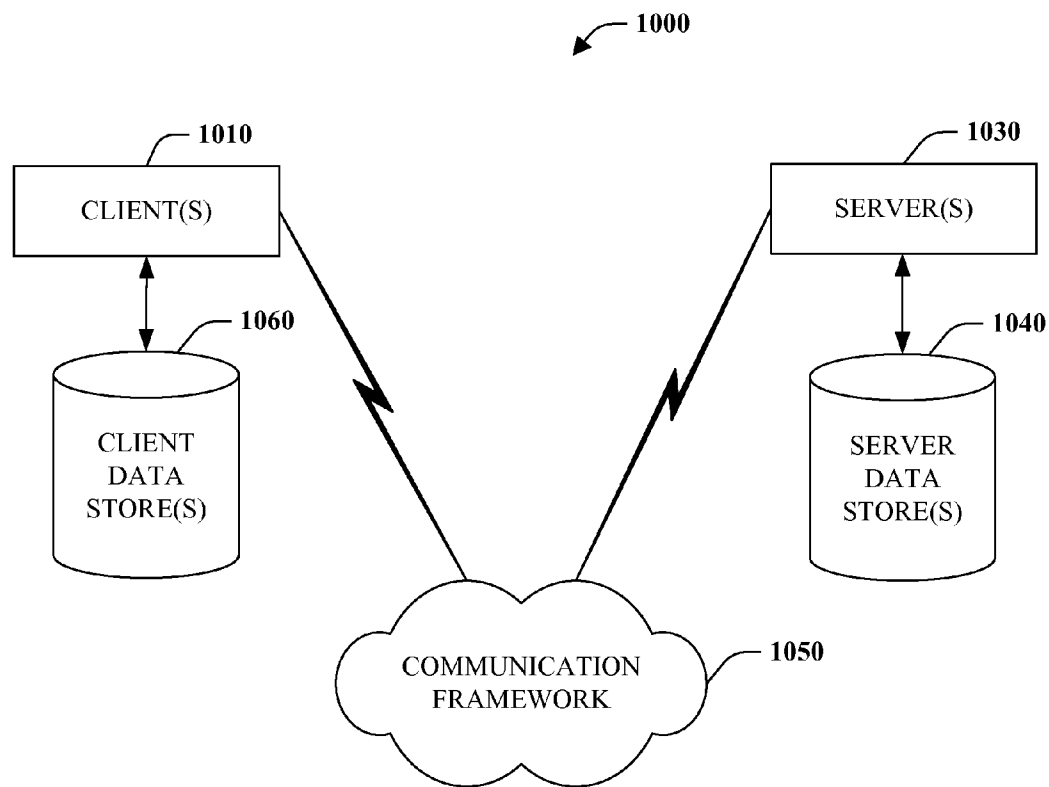 1000
1010
CLIENT(S)
1030
SERVER(S)
1060
CLIENT
DATA
STORE(S)
1040
SERVER
DATA
STORE(S)
COMMUNICATION
FRAMEWORK
1050